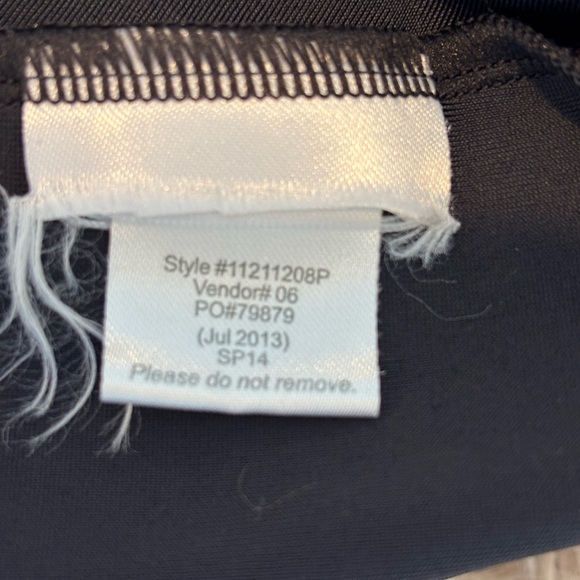 Style #11211208P
Vendor# 06
PO#79879
(Jul 2013)
SP14
Please do not remove.